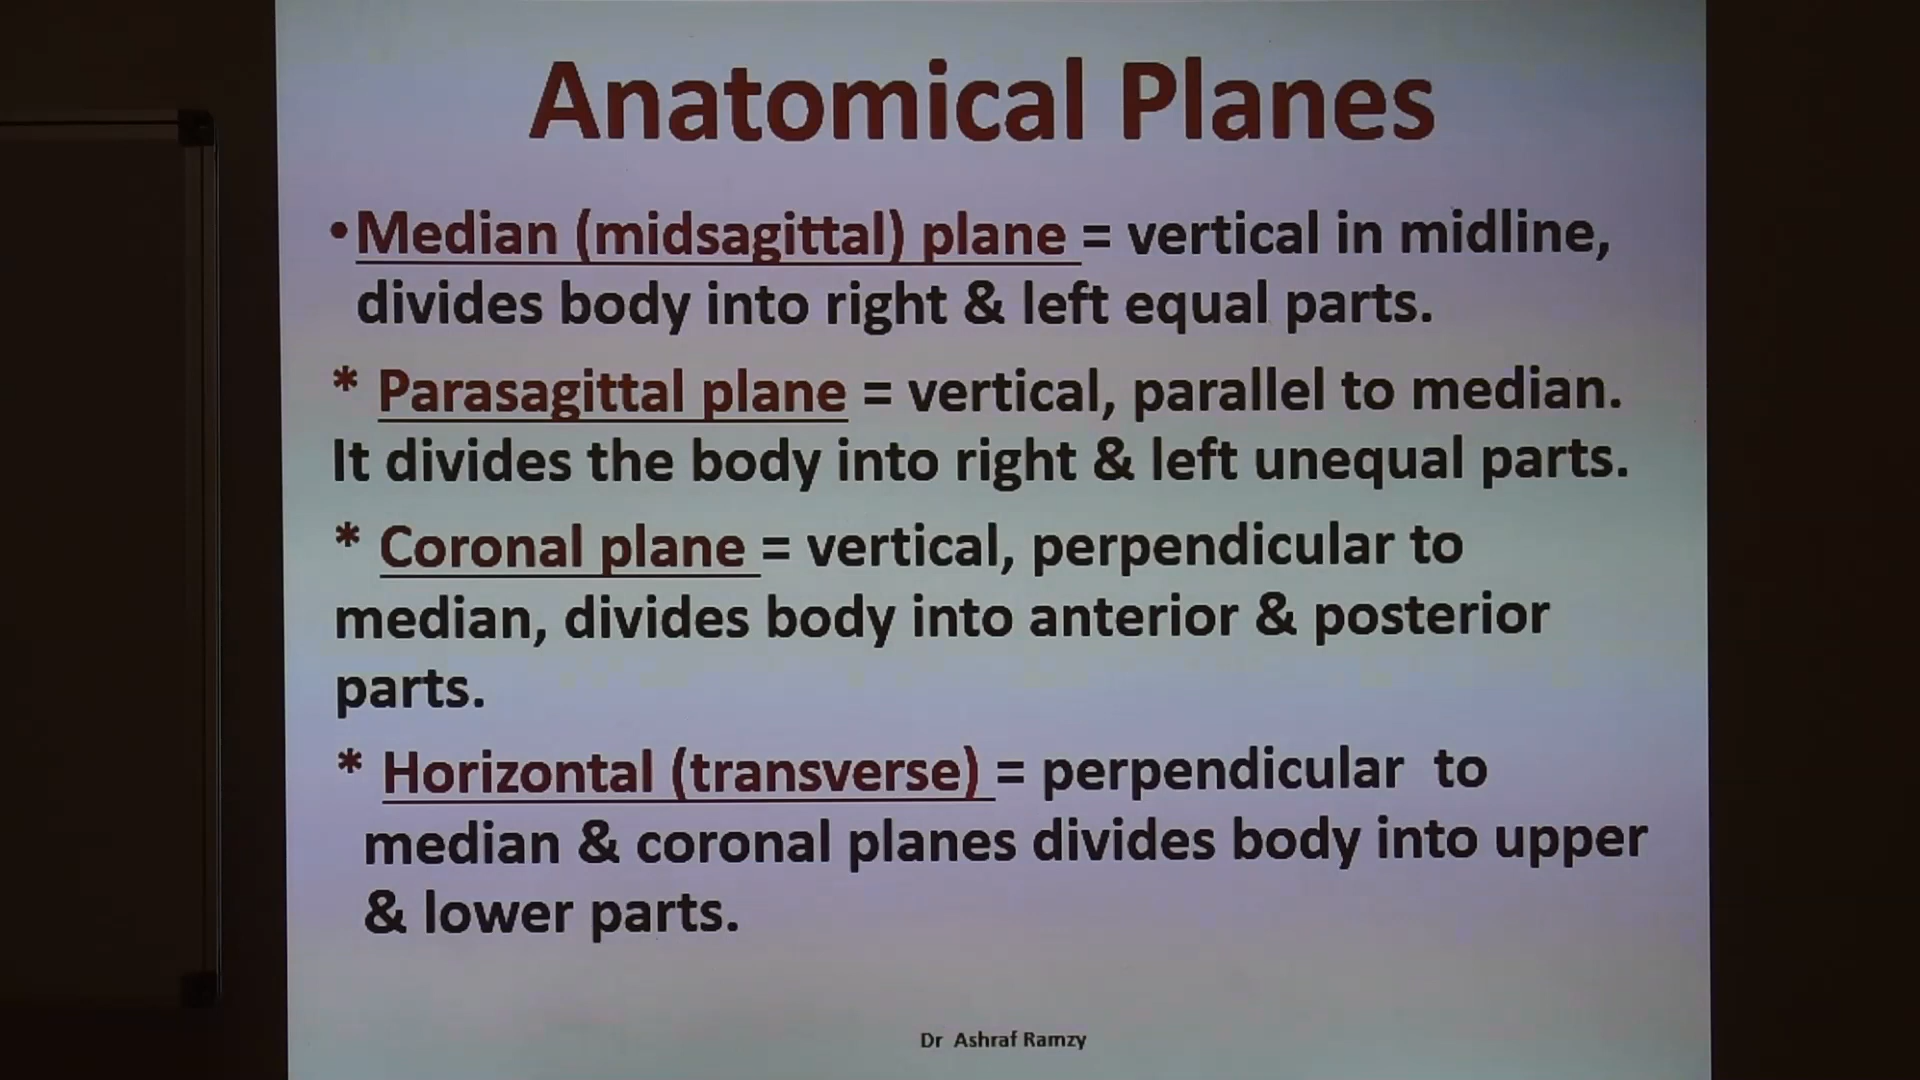 Anatomical Planes
•Median (midsagittal) plane = vertical in midline,
divides body into right & left equal parts.
* Parasagittal plane = vertical, parallel to median.
It divides the body into right & left unequal parts.
* Coronal plane = vertical, perpendicular to
median, divides body into anterior & posterior
parts.
* Horizontal (transverse) = perpendicular to
median & coronal planes divides body into upper
& lower parts.
Dr Ashraf Ramzy